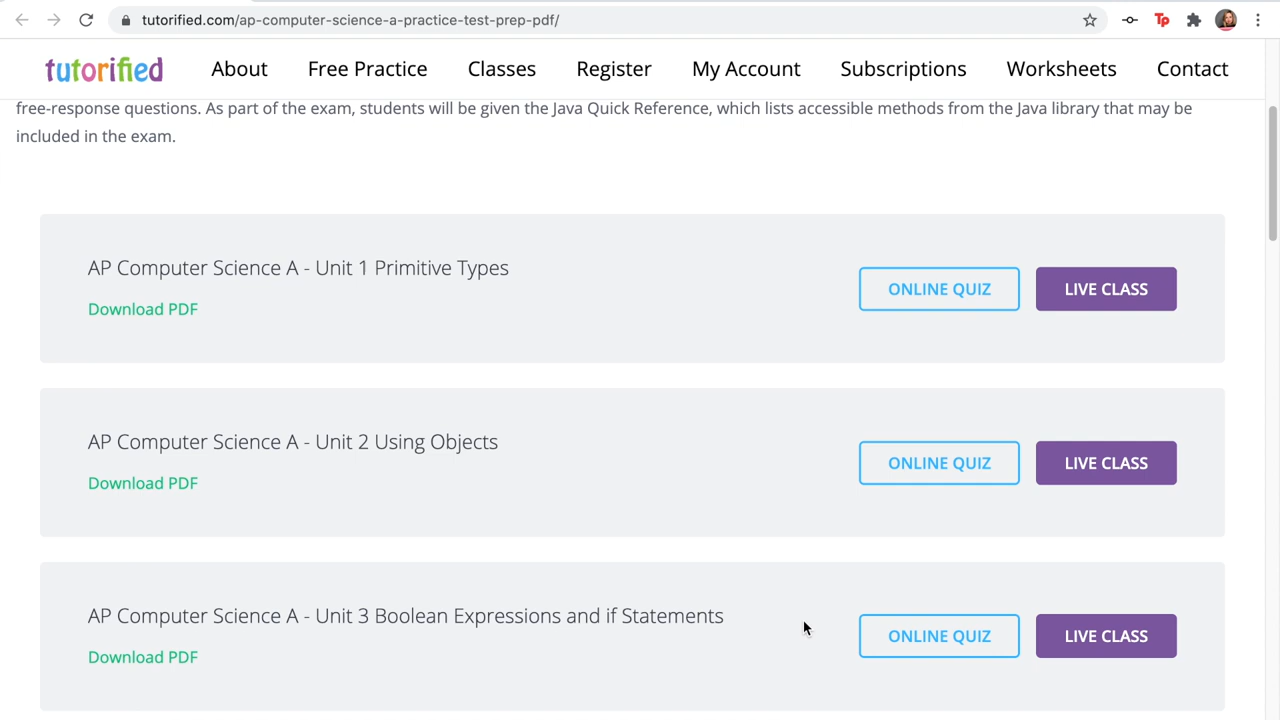 tutorified.com/ap-computer-science-a-practice-test-prep-pdf/
Tp
tutorified About Free Practice Classes Register My Account Subscriptions Worksheets Contact
free-response questions. As part of the exam, students will be given the Java Quick Reference, which lists accessible methods from the Java library that may be
included in the exam.
AP Computer Science A - Unit 1 Primitive Types
Download PDF
ONLINE QUIZ LIVE CLASS
AP Computer Science A - Unit 2 Using Objects
Download PDF
ONLINE QUIZ LIVE CLASS
AP Computer Science A - Unit 3 Boolean Expressions and if Statements
Download PDF
ONLINE QUIZ LIVE CLASS